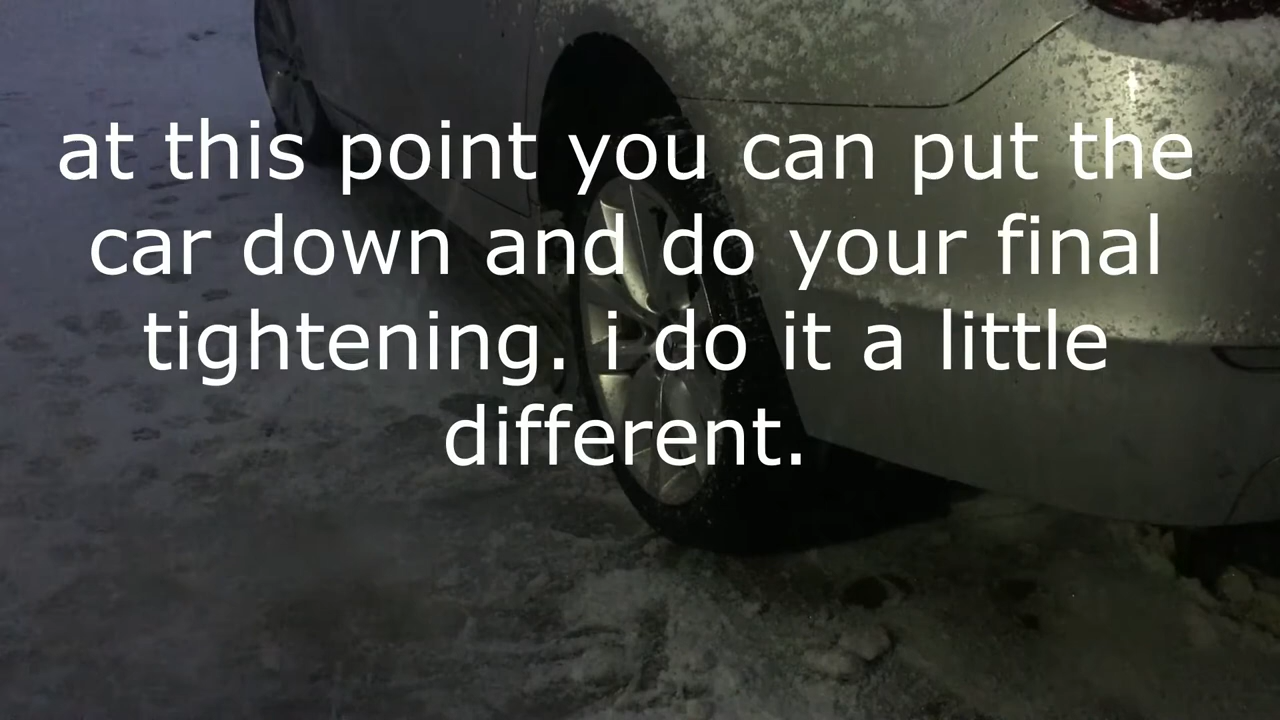 at this point you can put the
car down and do your final
tightening. i do it a little
different.